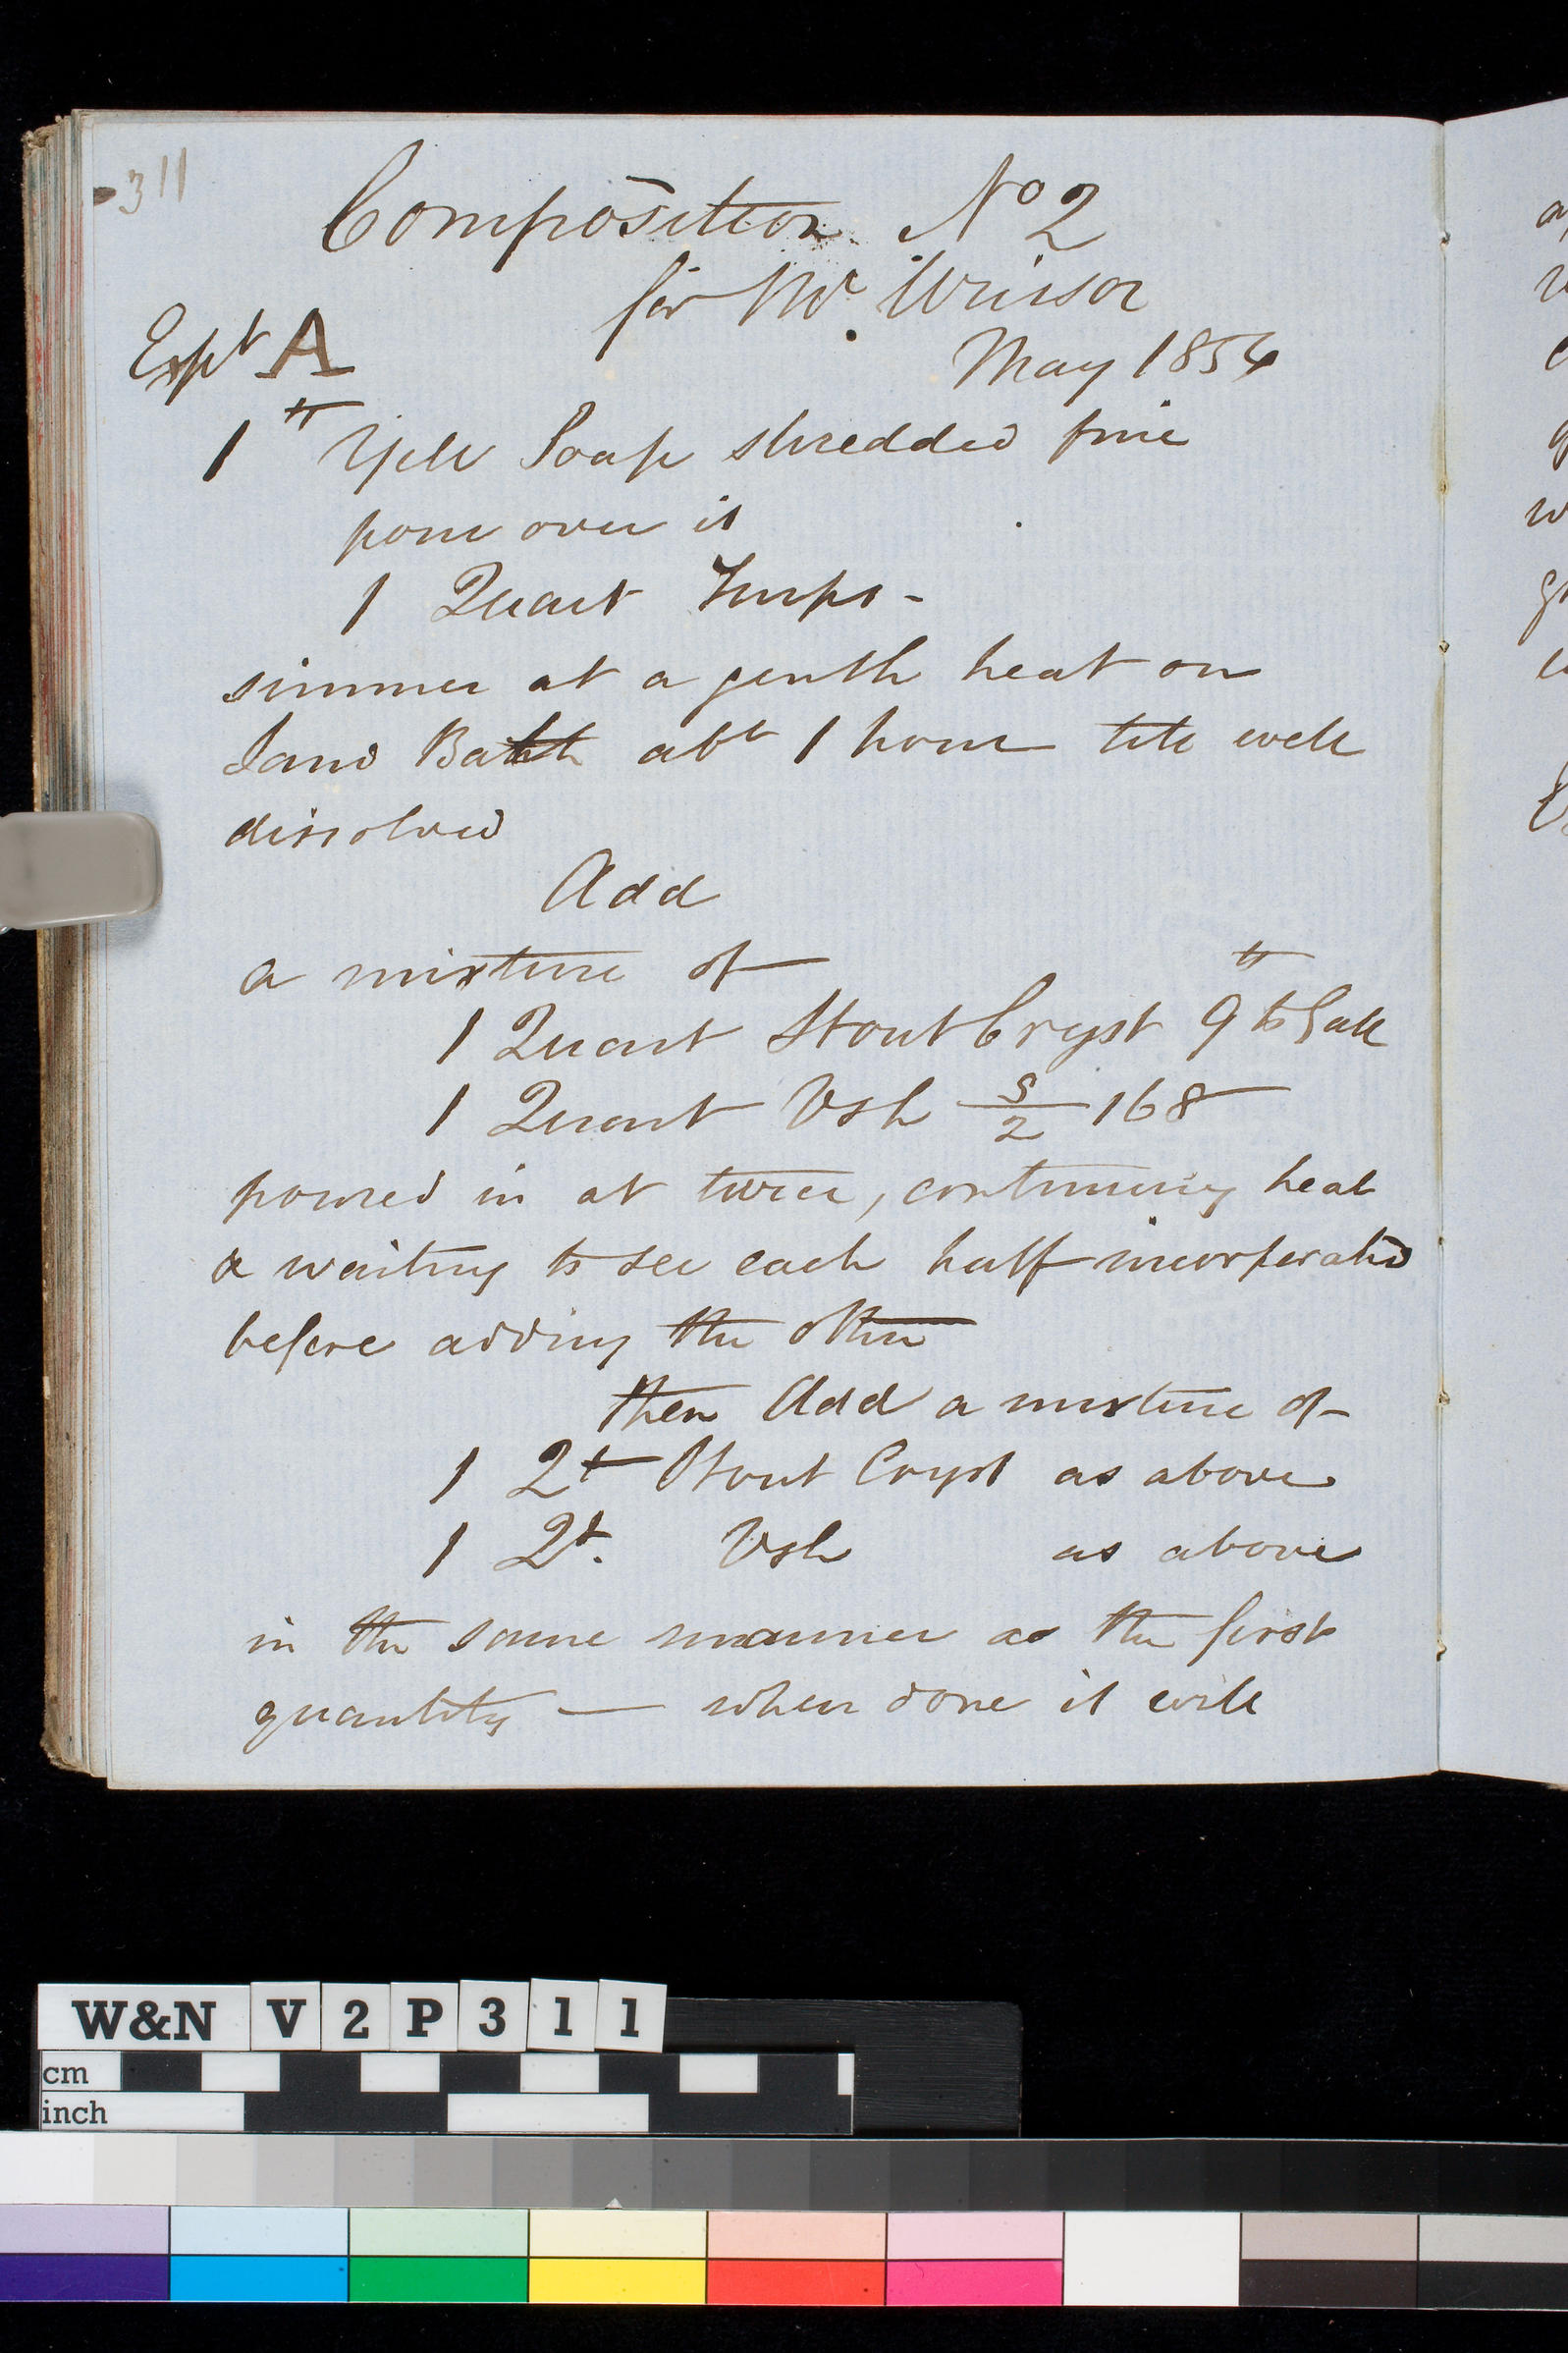 311
Composition No 2
for Mr. Winsor
Expt A
May 1854
1 lb Yell Soap shredded fine
pour over it
1 Quart Turps -
simmer at a gentle heat on
Sand Bath abt 1 hour till well
dissolved
Add
a mixture of
1 Quart Stout Cryst 9 lb to Gall
1 Quart Vsh S/2 168
poured in at twice, continuing heat
& waiting to see each half incorporated
before adding the other
then Add a mixture of
1 Qt Stout Cryst as above
1 Qt. Vsh as above
in the same manner as the first
quantity — when done it will
W&N V2P311
cm
inch